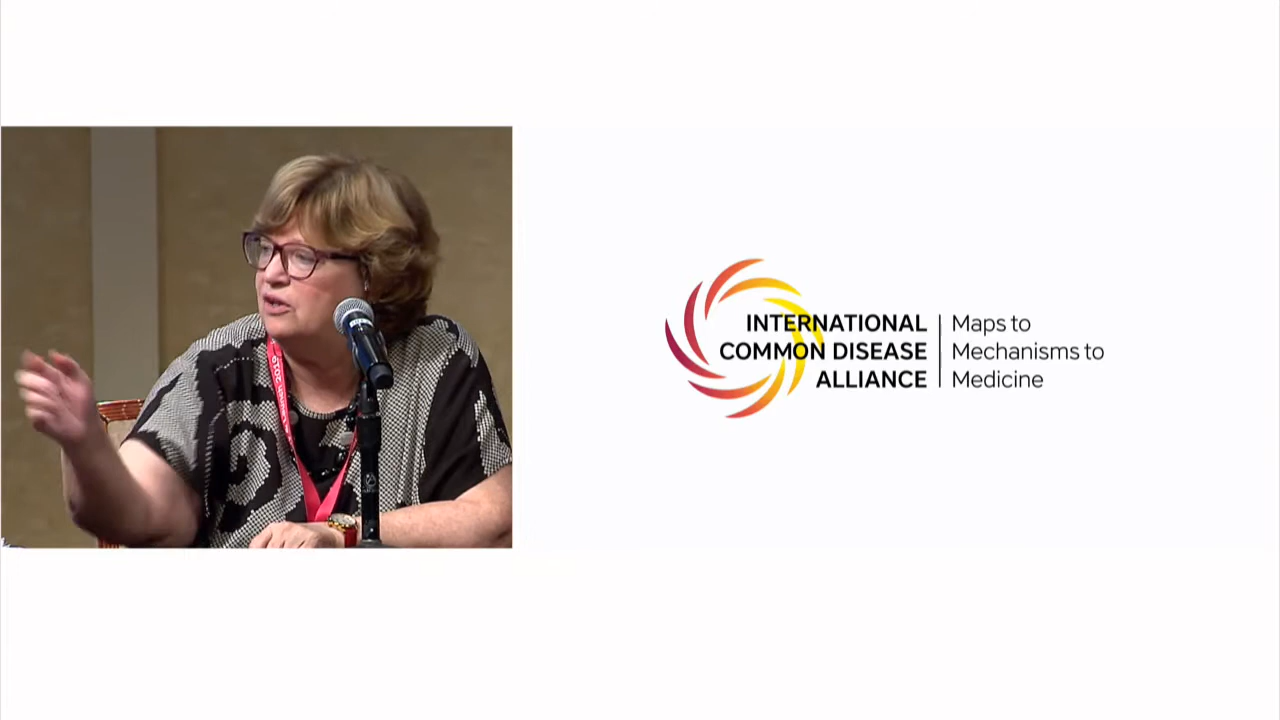 INTERNATIONAL
COMMON DISEASE
ALLIANCE
Maps to
Mechanisms to
Medicine